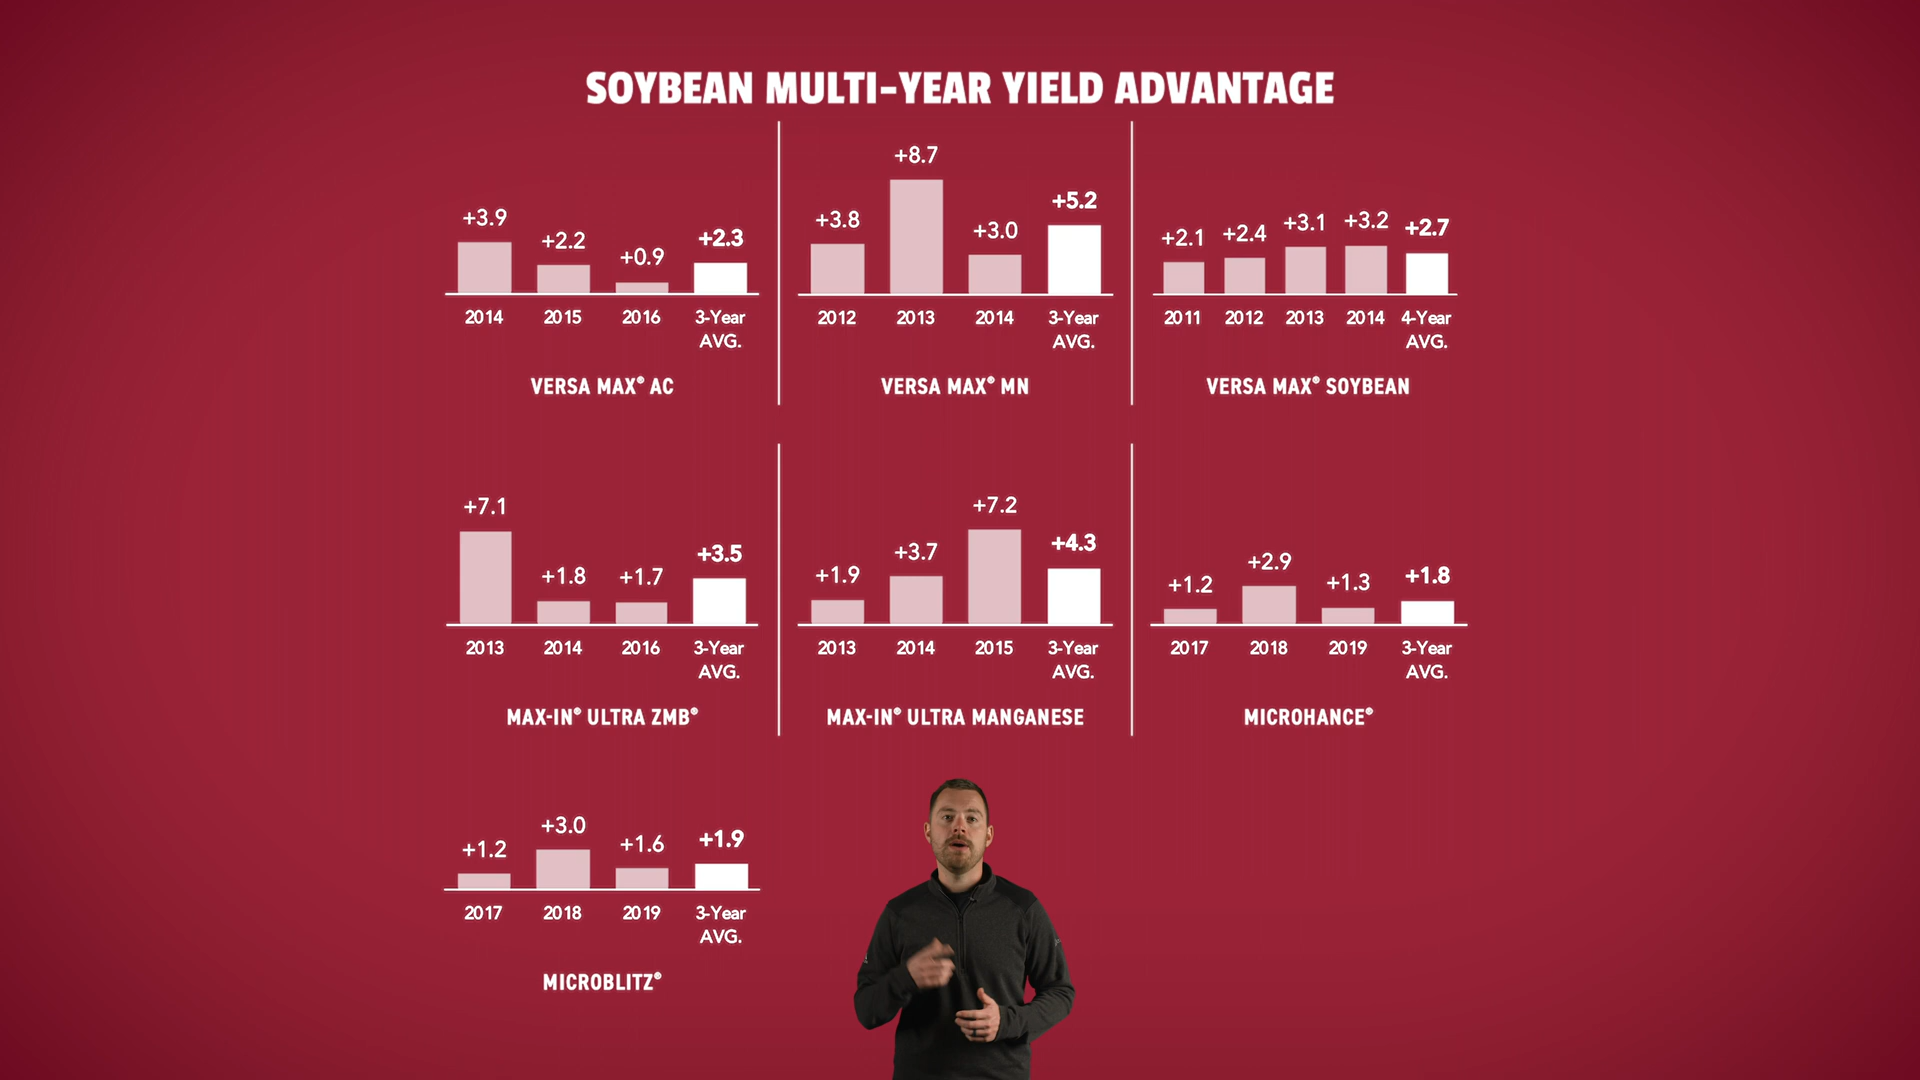 SOYBEAN MULTI-YEAR YIELD ADVANTAGE
+3.9
+2.2
+0.9
+2.3
2014 2015 2016 3-Year
AVG.
VERSA MAX® AC
+3.8
+8.7
+3.0
+5.2
2012 2013 2014 3-Year
AVG.
VERSA MAX® MN
+2.1
+2.4
+3.1
+3.2
+2.7
2011 2012 2013 2014 4-Year
AVG.
VERSA MAX® SOYBEAN
+7.1
+1.8
+1.7
+3.5
2013 2014 2016 3-Year
AVG.
MAX-IN® ULTRA ZMB®
+1.9
+3.7
+7.2
+4.3
2013 2014 2015 3-Year
AVG.
MAX-IN® ULTRA MANGANESE
+1.2
+2.9
+1.3
+1.8
2017 2018 2019 3-Year
AVG.
MICROHANCE®
+1.2
+3.0
+1.6
+1.9
2017 2018 2019 3-Year
AVG.
MICROBLITZ®